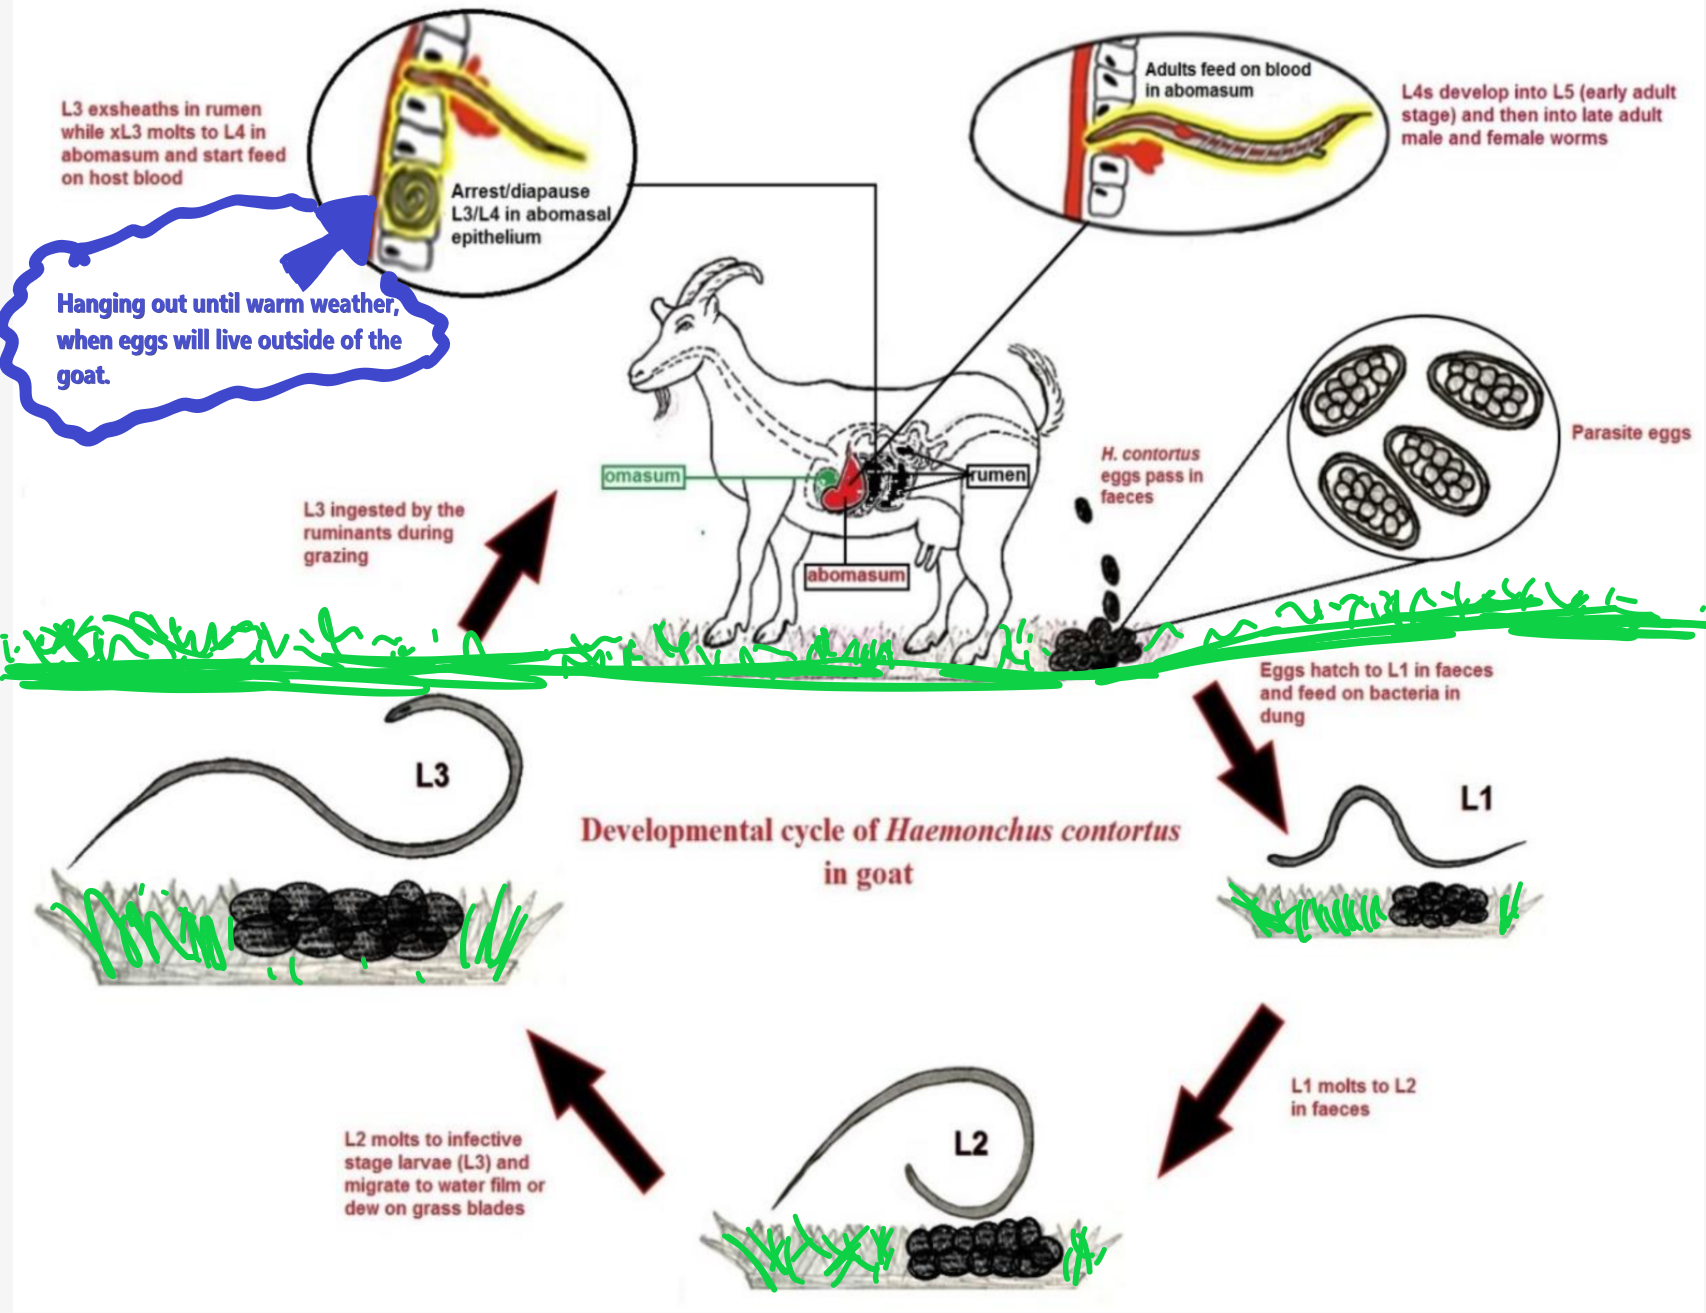 L3 exsheaths in rumen
while xL3 molts to L4 in
abomasum and start feed
on host blood
Arrest/diapause
L3/L4 in abomasal
epithelium
Adults feed on blood
in abomasum
L4s develop into L5 (early adult
stage) and then into late adult
male and female worms
Hanging out until warm weather,
when eggs will live outside of the
goat.
omasum
rumen
abomasum
H. contortus
eggs pass in
faeces
Parasite eggs
L3 ingested by the
ruminants during
grazing
Eggs hatch to L1 in faeces
and feed on bacteria in
dung
L3
L1
Developmental cycle of Haemonchus contortus
in goat
L1 molts to L2
in faeces
L2
L2 molts to infective
stage larvae (L3) and
migrate to water film or
dew on grass blades